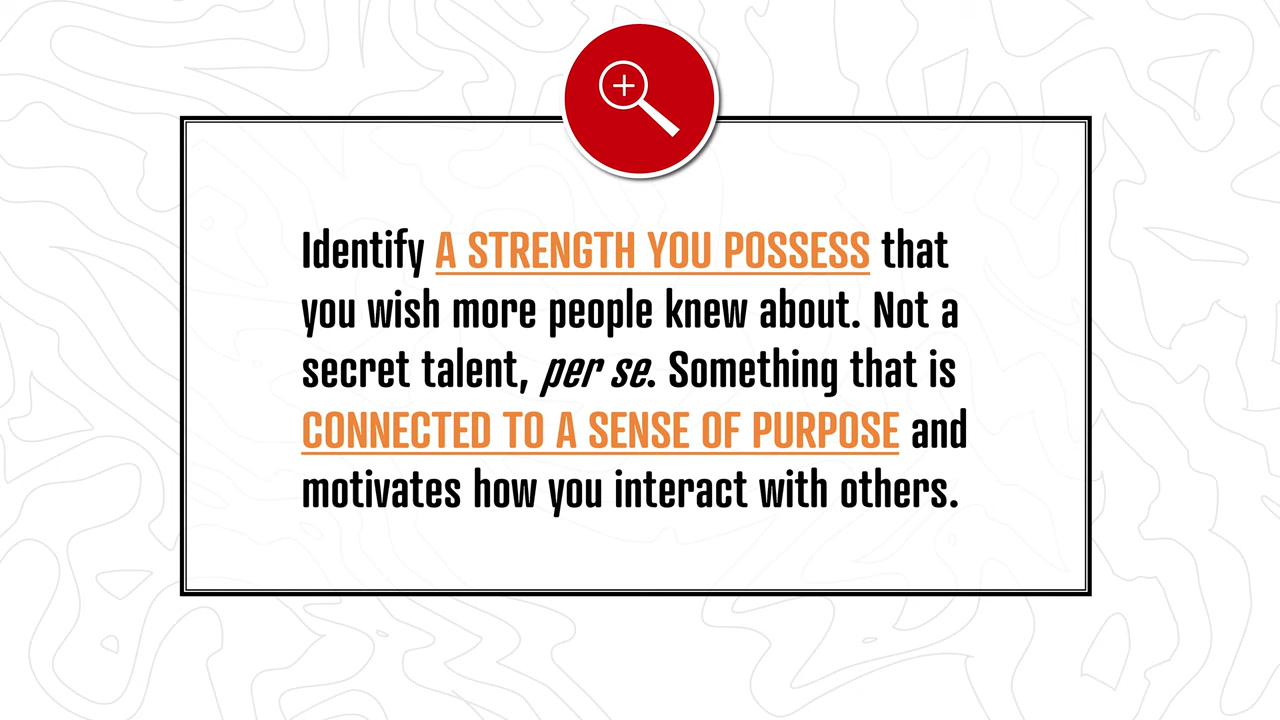 Identify A STRENGTH YOU POSSESS that
you wish more people knew about. Not a
secret talent, per se. Something that is
CONNECTED TO A SENSE OF PURPOSE and
motivates how you interact with others.